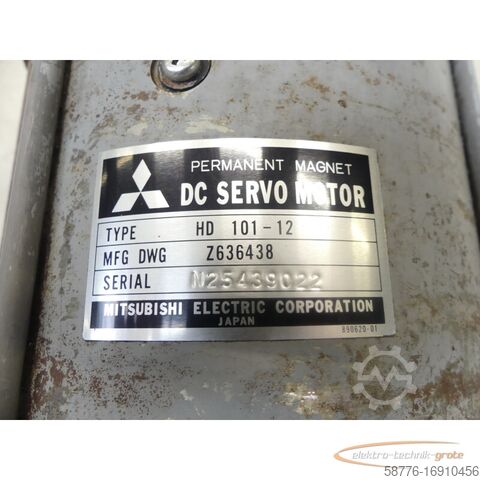 PERMANENT MAGNET
DC SERVO MOTOR
TYPE HD 101-12
MFG DWG Z636438
SERIAL N25439022
MITSUBISHI ELECTRIC CORPORATION
JAPAN
890620-01
elektro-technik-grote
58776-16910456